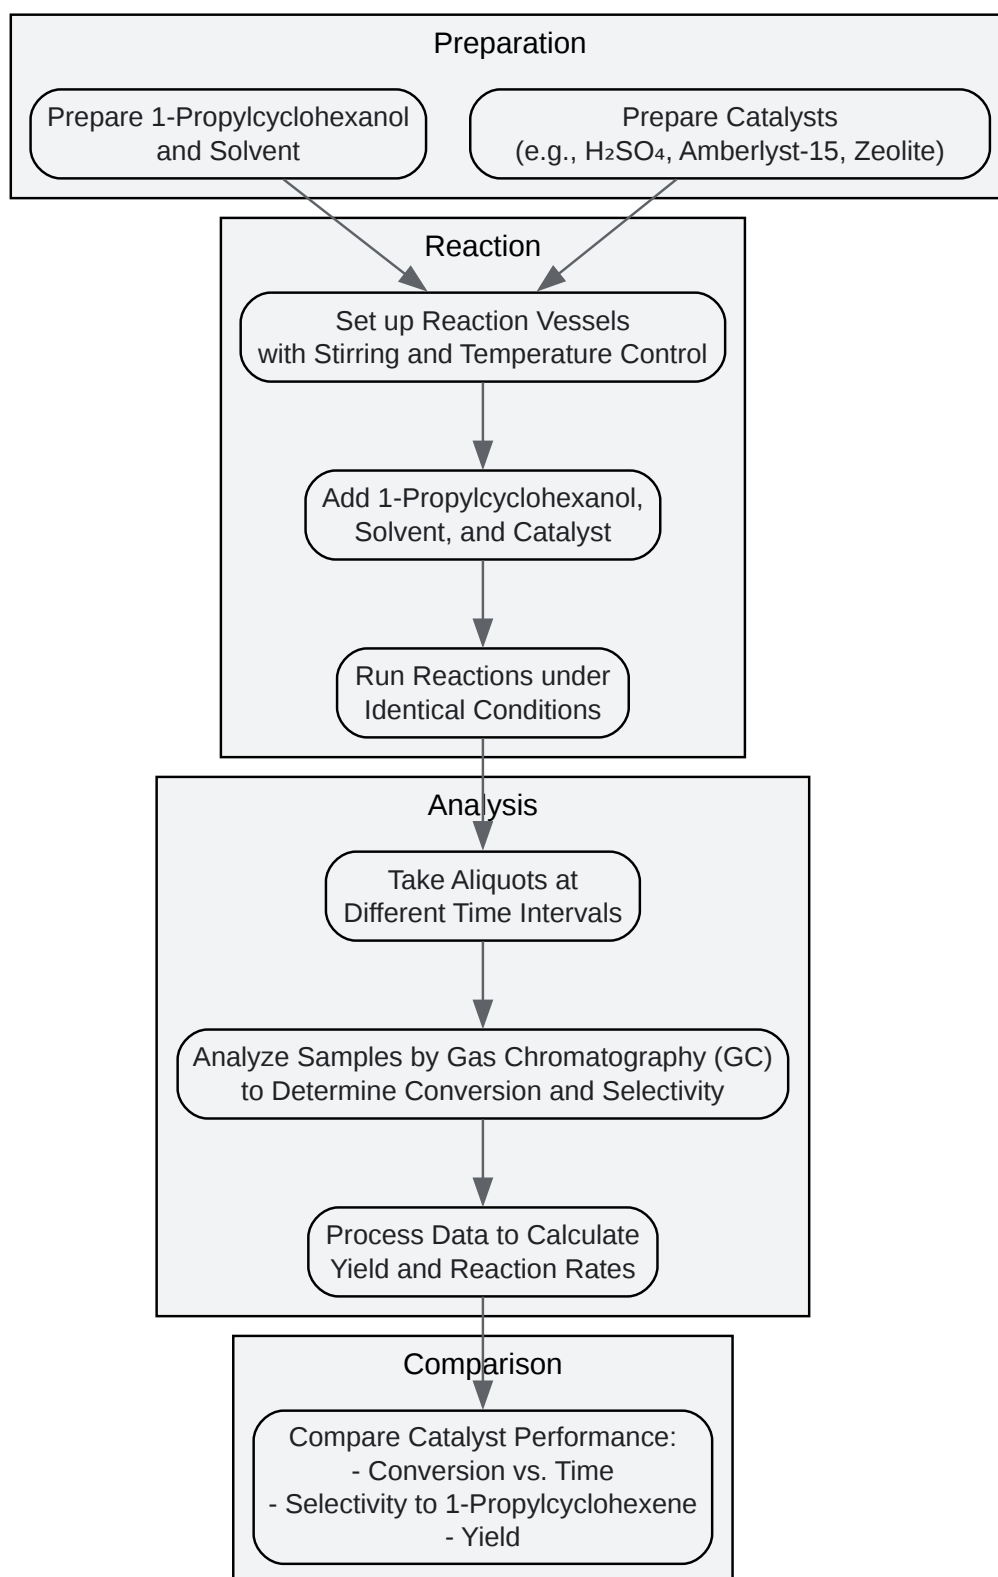 Preparation
Prepare 1-Propylcyclohexanol
and Solvent
Prepare Catalysts
(e.g., H₂SO₄, Amberlyst-15, Zeolite)
Reaction
Set up Reaction Vessels
with Stirring and Temperature Control
Add 1-Propylcyclohexanol,
Solvent, and Catalyst
Run Reactions under
Identical Conditions
Analysis
Take Aliquots at
Different Time Intervals
Analyze Samples by Gas Chromatography (GC)
to Determine Conversion and Selectivity
Process Data to Calculate
Yield and Reaction Rates
Comparison
Compare Catalyst Performance:
- Conversion vs. Time
- Selectivity to 1-Propylcyclohexene
- Yield